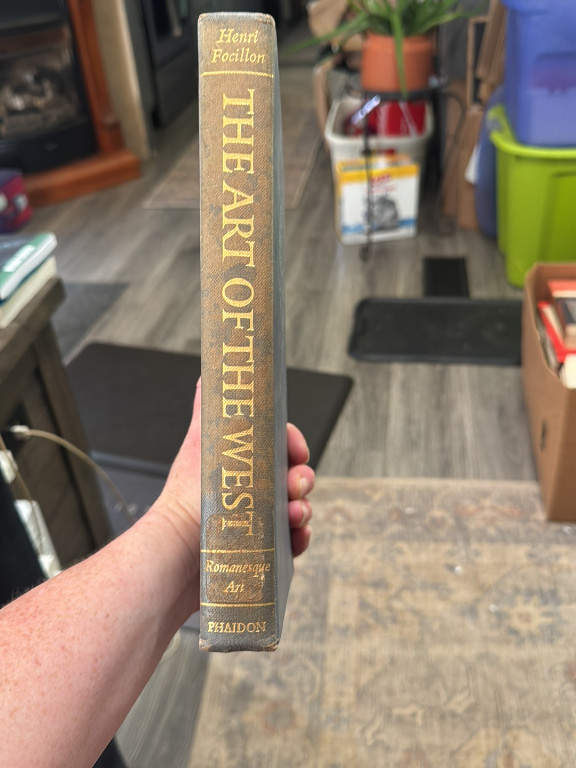 Henri
Focillon
THE ART OF THE WEST
I
Romanesque
Art
PHAIDON